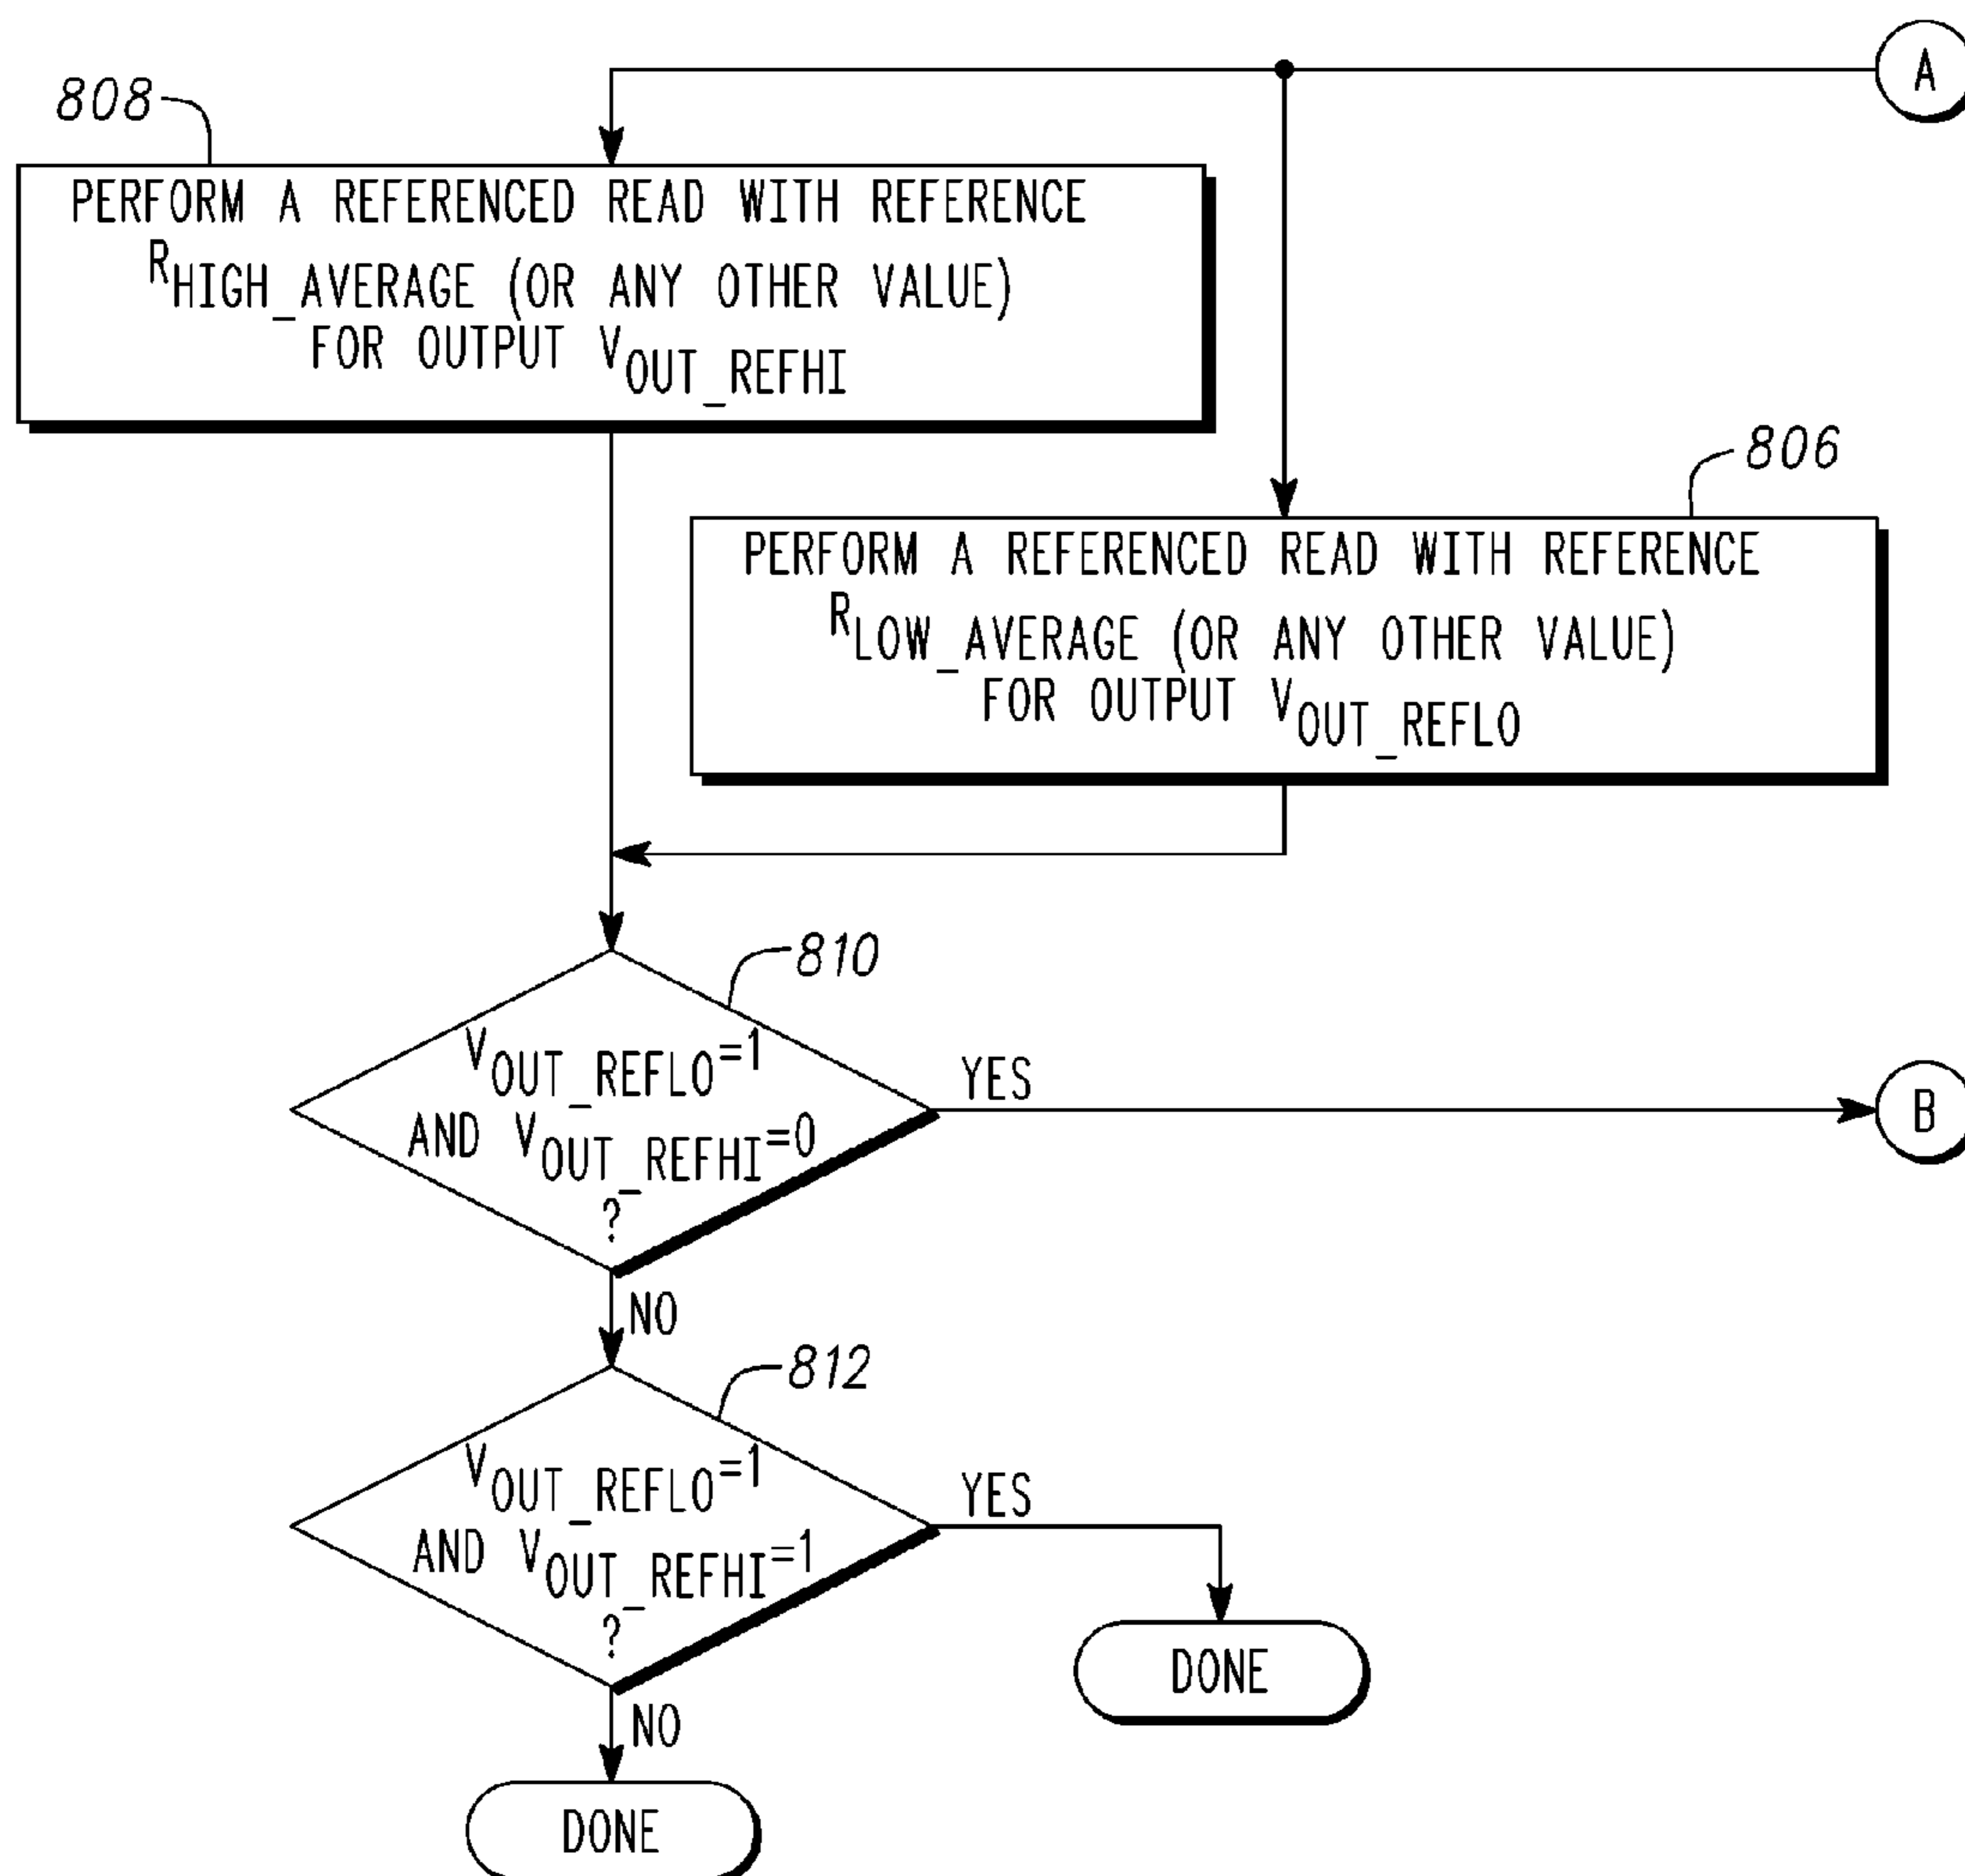 A
808
PERFORM A REFERENCED READ WITH REFERENCE
RHIGH_AVERAGE (OR ANY OTHER VALUE)
FOR OUTPUT VOUT_REFHI
806
PERFORM A REFERENCED READ WITH REFERENCE
RLOW_AVERAGE (OR ANY OTHER VALUE)
FOR OUTPUT VOUT_REFLO
810
VOUT_REFLO=1
AND VOUT_REFHI=0
?
YES
B
NO
812
VOUT_REFLO=1
AND VOUT_REFHI=1
?
YES
DONE
NO
DONE